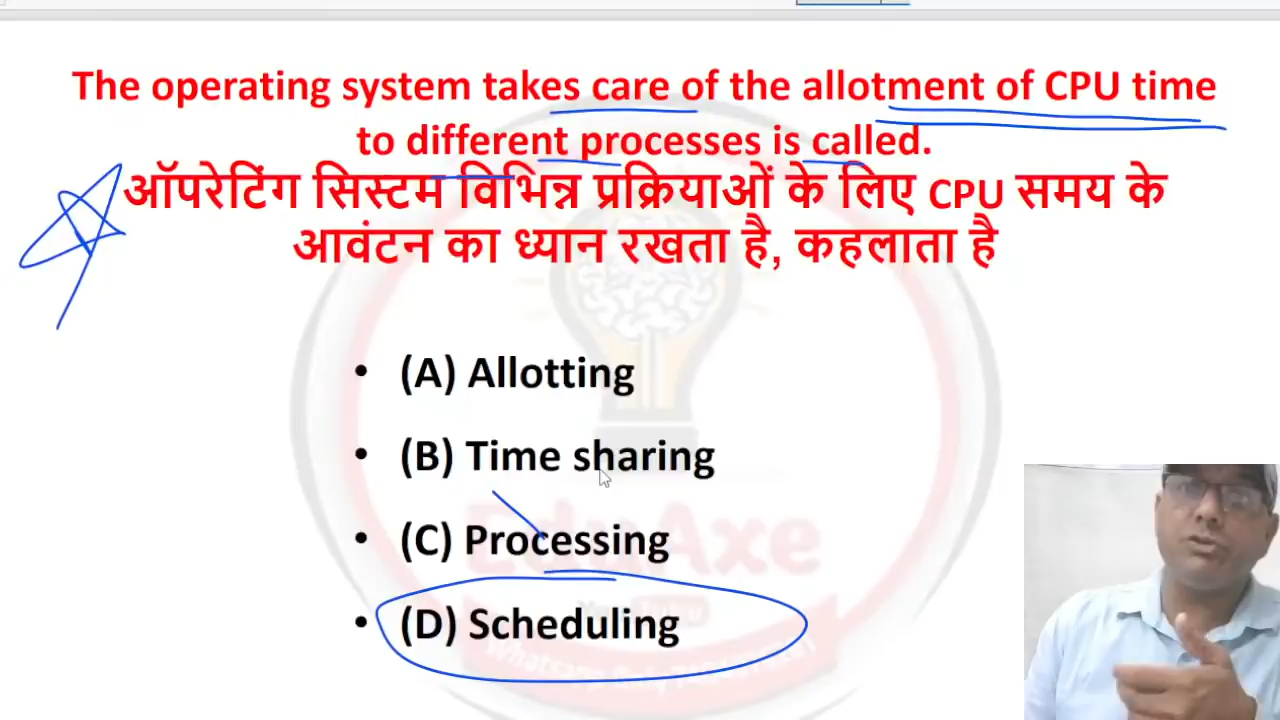 The operating system takes care of the allotment of CPU time
to different processes is called.
ऑपरेटिंग सिस्टम विभिन्न प्रक्रियाओं के लिए CPU समय के
आवंटन का ध्यान रखता है, कहलाता है
• (A) Allotting
• (B) Time sharing
• (C) Processing
• (D) Scheduling
EduAxe